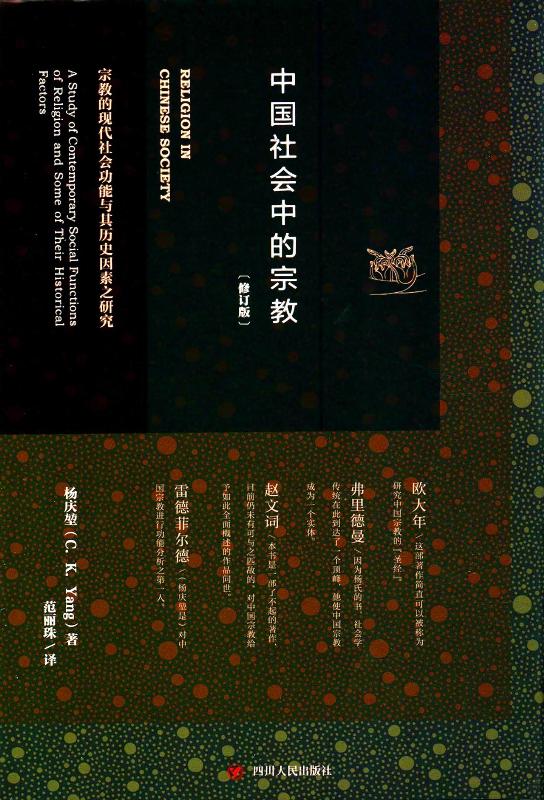 中国社会中的宗教
〔修订版〕
RELIGION IN
CHINESE SOCIETY
宗教的现代社会功能与其历史因素之研究
A Study of Contemporary Social Functions
of Religion and Some of Their Historical
Factors
欧大年/这部著作简直可以被称为
研究中国宗教的『圣经』。
弗里德曼/因为杨氏的书，社会学
传统在此到达了一个顶峰，他使中国宗教
成为一个实体。
赵文词/本书是一部了不起的著作，
目前仍未有可与之匹敌的、对中国宗教给
予如此全面概述的作品问世。
雷德菲尔德/（杨庆堃是）对中
国宗教进行功能分析之第一人。
杨庆堃（C. K. Yang）著
范丽珠\译
四川人民出版社